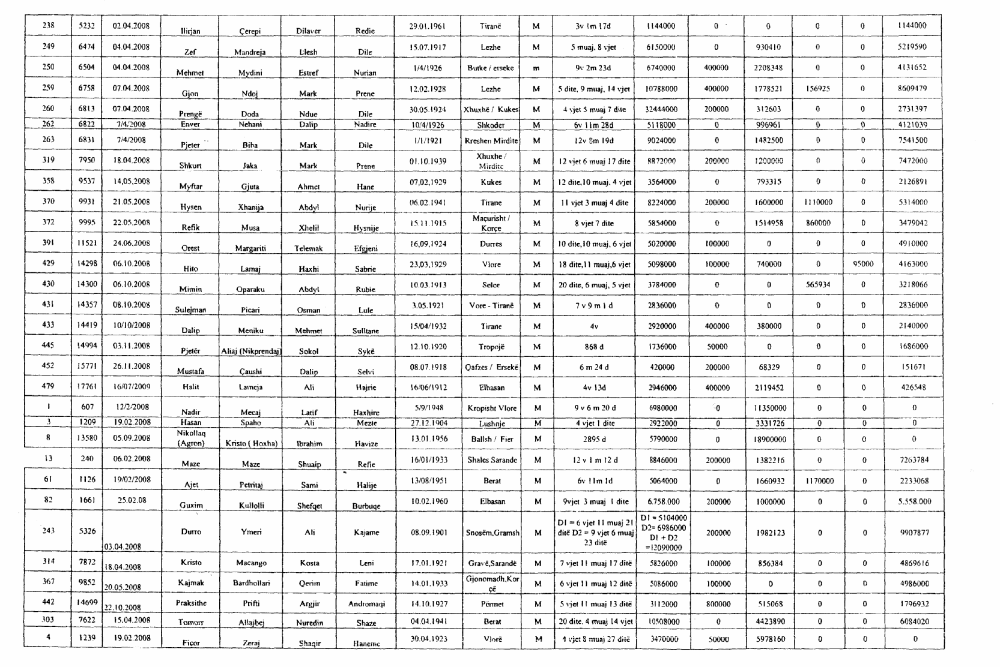 238 5232 02.04.2008 Ilirjan Çerepi Dilaver Redie 29.01.1961 Tiranë M 3v 1m 17d 1144000 0 0 0 0 1144000
249 6474 04.04.2008 Zef Mandreja Llesh Dile 15.07.1917 Lezhe M 5 muaj, 8 vjet 6150000 0 930410 0 0 5219590
250 6504 04.04.2008 Mehmet Mydini Estref Nurian 1/4/1926 Butke / erseke m 9v 2m 23d 6740000 400000 2208348 0 0 4131652
259 6758 07.04.2008 Gjon Ndoj Mark Prene 12.02.1928 Lezhe M 5 dite, 9 muaj, 14 vjet 10788000 400000 1778521 156925 0 8609479
260 6813 07.04.2008 Prengë Doda Ndue Dile 30.05.1924 Xhuxhë / Kukes M 4 vjet 5 muaj 7 dite 32444000 200000 312603 0 0 2731397
262 6822 7/4/2008 Enver Nehani Dalip Nadire 10/4/1926 Shkoder M 6v 11m 28d 5118000 0 996961 0 0 4121039
263 6831 7/4/2008 Pjeter Biba Mark Dile 1/1/1921 Rreshen Mirdite M 12v 8m 19d 9024000 0 1482500 0 0 7541500
319 7950 18.04.2008 Shkurt Jaka Mark Prene 01.10.1939 Xhuxhe / Mirdite M 12 vjet 6 muaj 17 dite 8872000 200000 1200000 0 0 7472000
358 9537 14,05,2008 Myftar Gjuta Ahmet Hane 07,02,1929 Kukes M 12 dite,10 muaj, 4 vjet 3564000 0 793315 0 0 2126891
370 9931 21.05.2008 Hysen Xhanija Abdyl Nurije 06.02.1941 Tirane M 11 vjet 3 muaj 4 dite 8224000 200000 1600000 1110000 0 5314000
372 9995 22.05.2008 Refik Musa Xhelil Hysnije 15.11.1915 Maçurisht / Korçe M 8 vjet 7 dite 5854000 0 1514958 860000 0 3479042
391 11521 24.06.2008 Orest Margariti Telemak Efgjeni 16,09,1924 Durres M 10 dite,10 muaj, 6 vjet 5020000 100000 0 0 0 4910000
429 14298 06.10.2008 Hito Lamaj Haxhi Sabrie 23,03,1929 Vlore M 18 dite,11 muaj,6 vjet 5098000 100000 740000 0 95000 4163000
430 14300 06.10.2008 Mimin Oparaku Abdyl Rubie 10.03.1913 Selce M 20 dite, 6 muaj, 5 vjet 3784000 0 0 565934 0 3218066
431 14357 08.10.2008 Sulejman Picari Osman Lule 3.05.1921 Vore - Tiranë M 7 v 9 m 1 d 2836000 0 0 0 0 2836000
433 14419 10/10/2008 Dalip Meniku Mehmet Sulltane 15/04/1932 Tirane M 4v 2920000 400000 380000 0 0 2140000
445 14994 03.11.2008 Pjetër Aliaj (Nikprendaj) Sokol Sykë 12.10.1920 Tropojë M 868 d 1736000 50000 0 0 0 1686000
452 15771 26.11.2008 Mustafa Çaushi Dalip Selvi 08.07.1918 Qafzes / Ersekë M 6 m 24 d 420000 200000 68329 0 0 151671
479 17761 16/07/2009 Halit Lamcja Ali Hajrie 16/06/1912 Elbasan M 4v 13d 2946000 400000 2119452 0 0 426548
1 607 12/2/2008 Nadir Mecaj Latif Haxhire 5/9/1948 Kropisht Vlore M 9 v 6 m 20 d 6980000 0 11350000 0 0 0
3 1209 19.02.2008 Hasan Spaho Ali Mezie 27.12.1904 Lushnje M 4 vjet 1 dite 2922000 0 3331726 0 0 0
8 13580 05.09.2008 Nikollaq (Agron) Kristo ( Hoxha) Ibrahim Havize 13.01.1956 Ballsh / Fier M 2895 d 5790000 0 18900000 0 0 0
13 240 06.02.2008 Maze Maze Shuaip Refie 16/01/1933 Shales Sarande M 12 v 1 m 12 d 8846000 200000 1382216 0 0 7263784
61 1126 19/02/2008 Ajet Petritaj Sami Halije 13/08/1951 Berat M 6v 11m 1d 5064000 0 1660932 1170000 0 2233068
82 1661 25.02.08 Guxim Kullolli Shefqet Burbuqe 10.02.1960 Elbasan M 9vjet 3 muaj 1 dite 6.758.000 200000 1000000 0 0 5.558.000
243 5326 03.04.2008 Durro Ymeri Ali Kajame 08.09.1901 Snosëm,Gramsh M D1 = 6 vjet 11 muaj 21 ditë D2 = 9 vjet 6 muaj 23 ditë D1 = 5104000 D2= 6986000 D1 + D2 =12090000 200000 1982123 0 0 9907877
314 7872 18.04.2008 Kristo Macango Kosta Leni 17.01.1921 Gravë,Sarandë M 7 vjet 11 muaj 17 ditë 5826000 100000 856384 0 0 4869616
367 9852 20.05.2008 Kajmak Bardhollari Qerim Fatime 14.01.1933 Gjonomadh,Kor çë M 6 vjet 11 muaj 12 ditë 5086000 100000 0 0 0 4986000
442 14699 22.10.2008 Praksithe Prifti Argjir Andromaqi 14.10.1927 Përmet M 5 vjet 11 muaj 13 ditë 3112000 800000 515068 0 0 1796932
303 7622 15.04.2008 Tomorr Allajbej Nuredin Shaze 04.04.1941 Berat M 20 dite, 4 muaj 14 vjet 10508000 0 4423890 0 0 6084020
4 1239 19.02.2008 Fiçor Zeraj Shaqir Haneme 30.04.1923 Vlorë M 4 vjet 8 muaj 27 ditë 3470000 50000 5978160 0 0 0